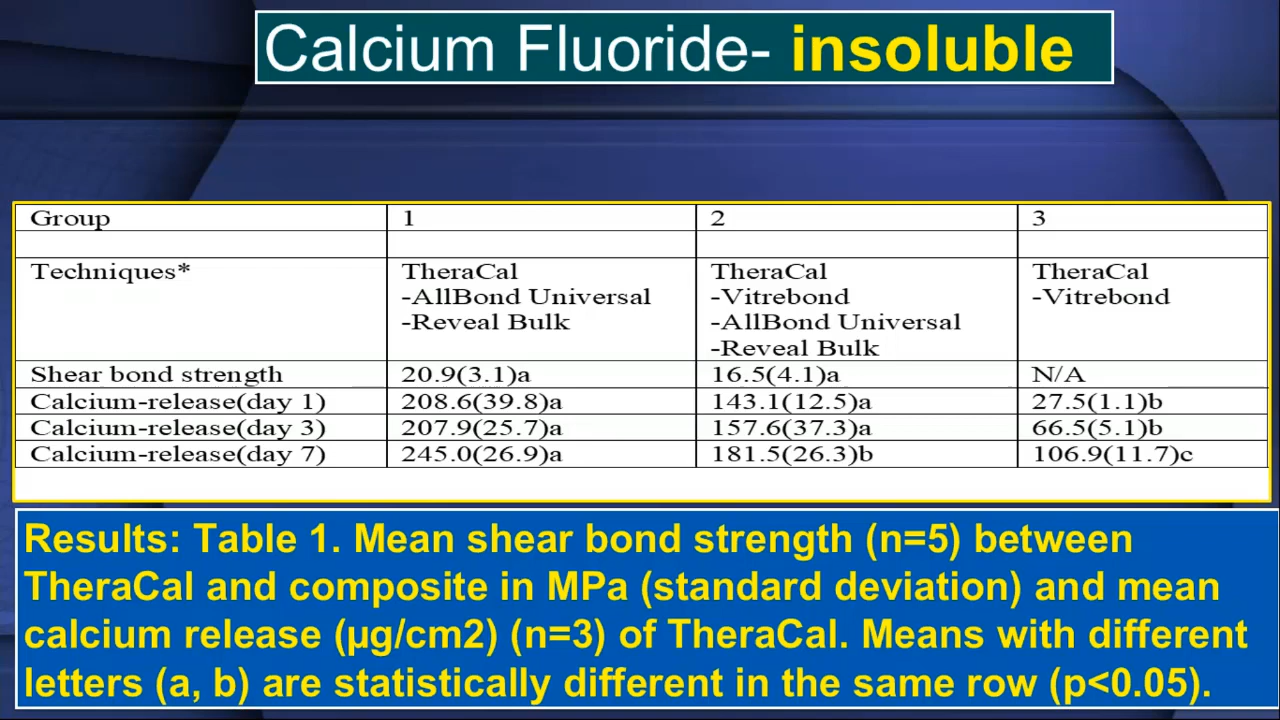 Calcium Fluoride- insoluble
Group 1 2 3
Techniques* TheraCal TheraCal TheraCal
-AllBond Universal -Vitrebond -Vitrebond
-Reveal Bulk -AllBond Universal
-Reveal Bulk
Shear bond strength 20.9(3.1)a 16.5(4.1)a N/A
Calcium-release(day 1) 208.6(39.8)a 143.1(12.5)a 27.5(1.1)b
Calcium-release(day 3) 207.9(25.7)a 157.6(37.3)a 66.5(5.1)b
Calcium-release(day 7) 245.0(26.9)a 181.5(26.3)b 106.9(11.7)c
Results: Table 1. Mean shear bond strength (n=5) between
TheraCal and composite in MPa (standard deviation) and mean
calcium release (µg/cm2) (n=3) of TheraCal. Means with different
letters (a, b) are statistically different in the same row (p<0.05).